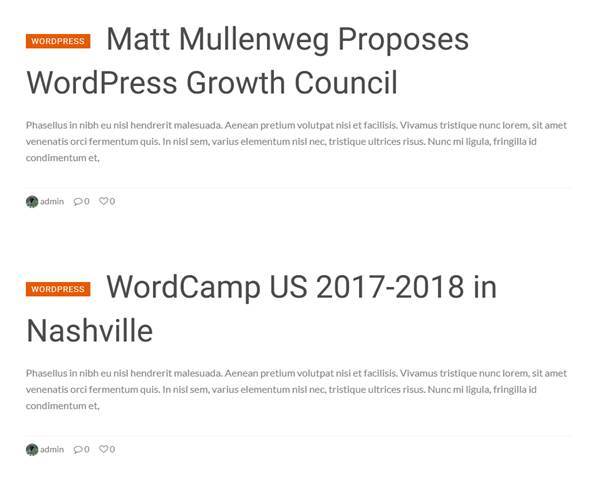 WORDPRESS Matt Mullenweg Proposes
WordPress Growth Council
Phasellus in nibh eu nisl hendrerit malesuada. Aenean pretium volutpat nisi et facilisis. Vivamus tristique nunc lorem, sit amet
venenatis orci fermentum quis. In nisl sem, varius elementum nisl nec, tristique ultrices risus. Nunc mi ligula, fringilla id
condimentum et,
admin 0 0
WORDPRESS WordCamp US 2017-2018 in
Nashville
Phasellus in nibh eu nisl hendrerit malesuada. Aenean pretium volutpat nisi et facilisis. Vivamus tristique nunc lorem, sit amet
venenatis orci fermentum quis. In nisl sem, varius elementum nisl nec, tristique ultrices risus. Nunc mi ligula, fringilla id
condimentum et,
admin 0 0